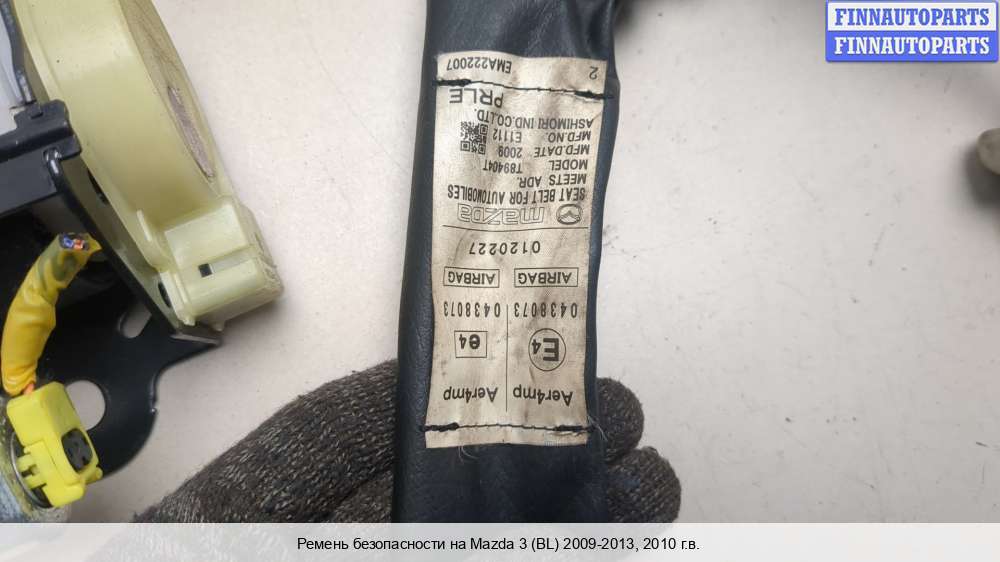 FINNAUTOPARTS
FINNAUTOPARTS
Aer4mp Aer4mp
E4 e4
0438073 0438073
AIRBAG AIRBAG
0120227
mazda
SEAT BELT FOR AUTOMOBILES
MEETS ADR.
MODEL T89404T
MFD.DATE 2009
MFD.NO. E1112
ASHIMORI IND.CO.LTD.
PRLE
2 EMA222007
Ремень безопасности на Mazda 3 (BL) 2009-2013, 2010 г.в.